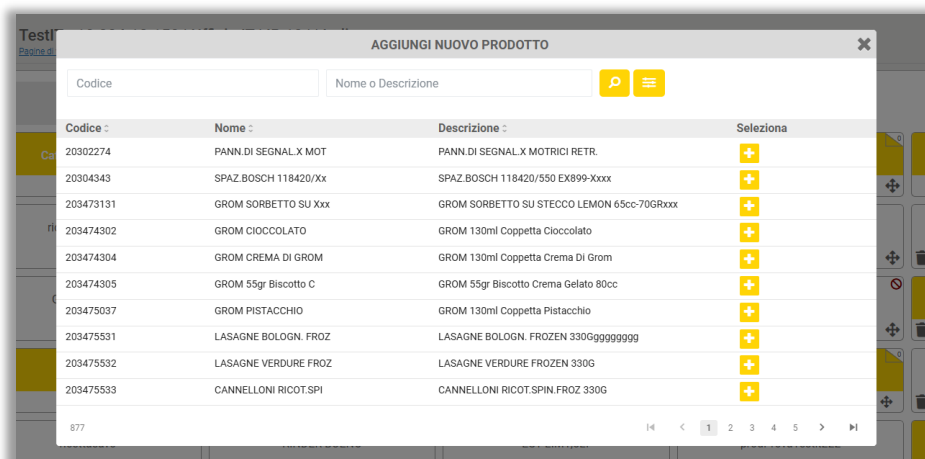 TestI
Pagine di
AGGIUNGI NUOVO PRODOTTO
Codice
Nome o Descrizione
Codice Nome Descrizione Seleziona
20302274 PANN.DI SEGNAL.X MOT PANN.DI SEGNAL.X MOTRICI RETR.
20304343 SPAZ.BOSCH 118420/Xx SPAZ.BOSCH 118420/550 EX899-Xxxx
203473131 GROM SORBETTO SU Xxx GROM SORBETTO SU STECCO LEMON 65cc-70GRxxx
203474302 GROM CIOCCOLATO GROM 130ml Coppetta Cioccolato
203474304 GROM CREMA DI GROM GROM 130ml Coppetta Crema Di Grom
203474305 GROM 55gr Biscotto C GROM 55gr Biscotto Crema Gelato 80cc
203475037 GROM PISTACCHIO GROM 130ml Coppetta Pistacchio
203475531 LASAGNE BOLOGN. FROZ LASAGNE BOLOGN. FROZEN 330Gggggggggg
203475532 LASAGNE VERDURE FROZ LASAGNE VERDURE FROZEN 330G
203475533 CANNELLONI RICOT.SPI CANNELLONI RICOT.SPIN.FROZ 330G
877 1 2 3 4 5